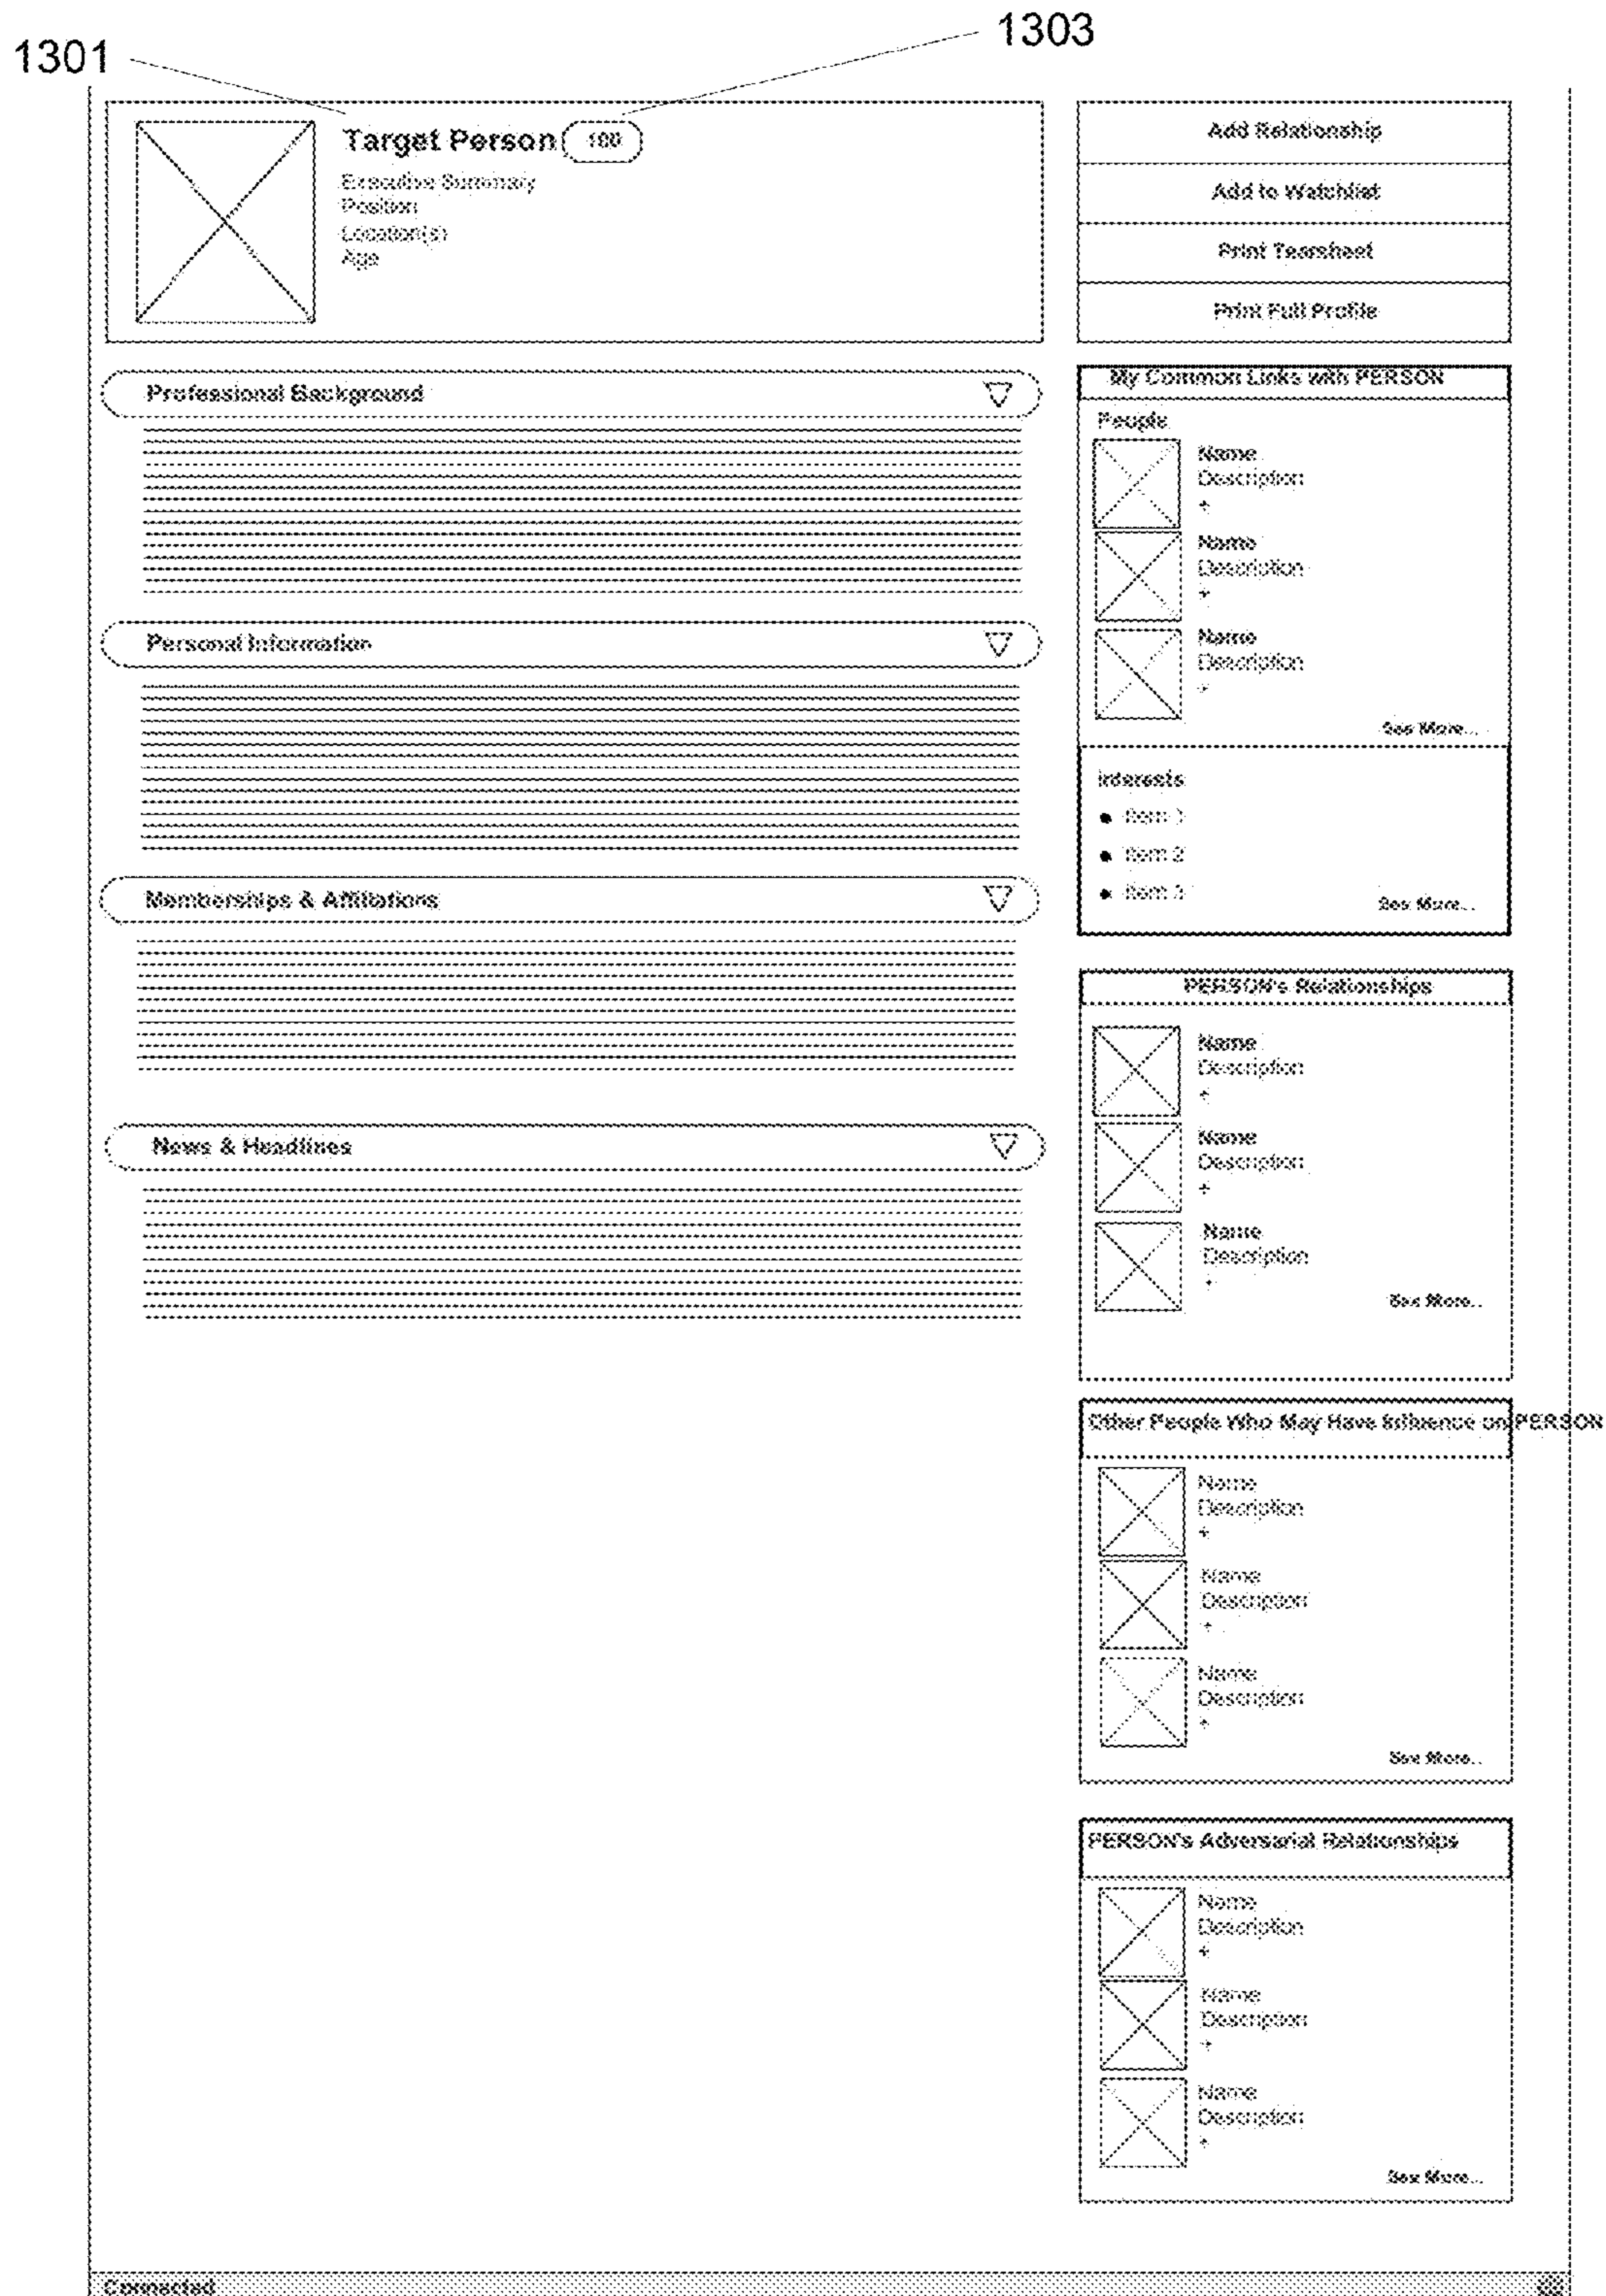 1301
1303
Target Person 100
Executive Summary
Position
Location(s)
Age
Add Relationship
Add to Watchlist
Print Tearsheet
Print Full Profile
Professional Background
Personal Information
Memberships & Affiliations
News & Headlines
My Common Links with PERSON
People
Name
Description
+
Name
Description
+
Name
Description
+
See More...
Interests
• Item 1
• Item 2
• Item 3
See More...
PERSON's Relationships
Name
Description
+
Name
Description
+
Name
Description
+
See More...
Other People Who May Have Influence on PERSON
Name
Description
+
Name
Description
+
Name
Description
+
See More...
PERSON's Adversarial Relationships
Name
Description
+
Name
Description
+
Name
Description
+
See More...
Connected